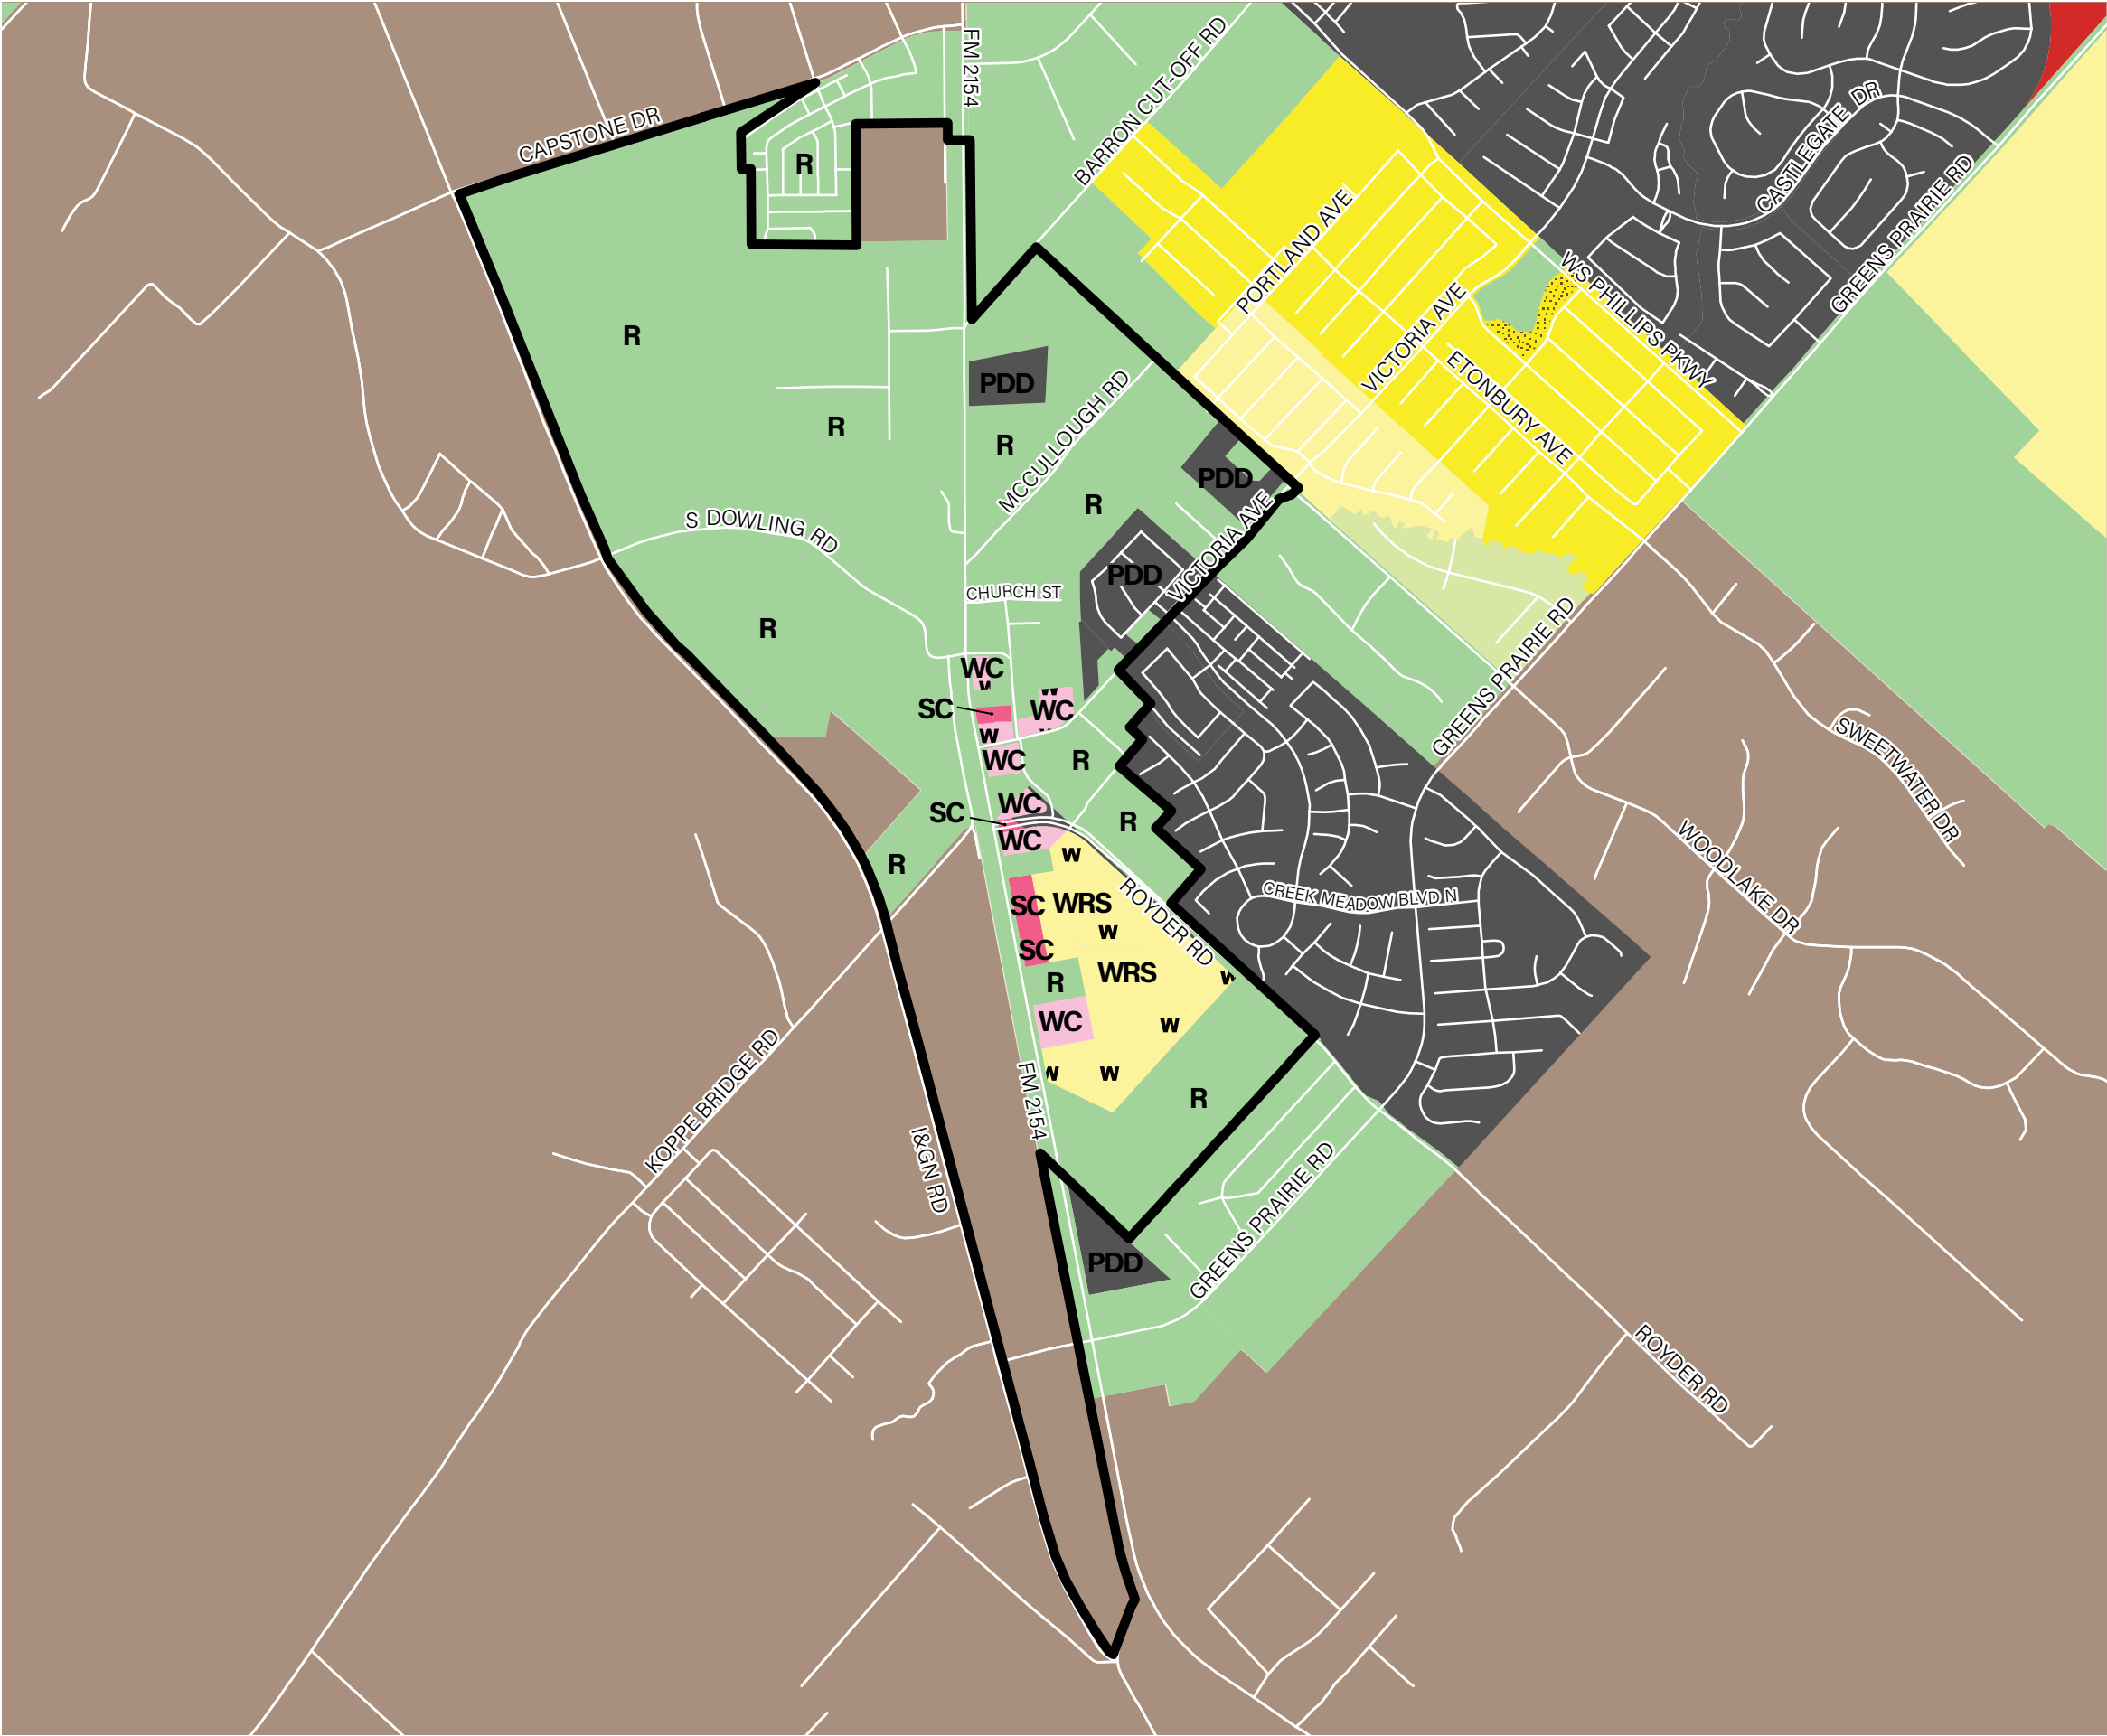 FM 2154
BARRON CUT-OFF RD
CAPSTONE DR
CASTLEGATE DR
R
GREENS PRAIRIE RD
PORTLAND AVE
WS PHILLIPS PKWY
VICTORIA AVE
R
PDD
ETONBURY AVE
MCCULLOUGH RD
R
R
PDD
R
S DOWLING RD
VICTORIA AVE
PDD
CHURCH ST
R
GREENS PRAIRIE RD
WC
w
w
SC
WC
w
WC
R
SWEETWATER DR
WC
SC
R
WC
w
R
WOODLAKE DR
CREEK MEADOW BLVD N
SC
WRS
ROYDER RD
w
SC
WRS
w
R
WC
w
w
w
R
KOPPE BRIDGE RD
FM 2154
I&GN RD
GREENS PRAIRIE RD
PDD
ROYDER RD